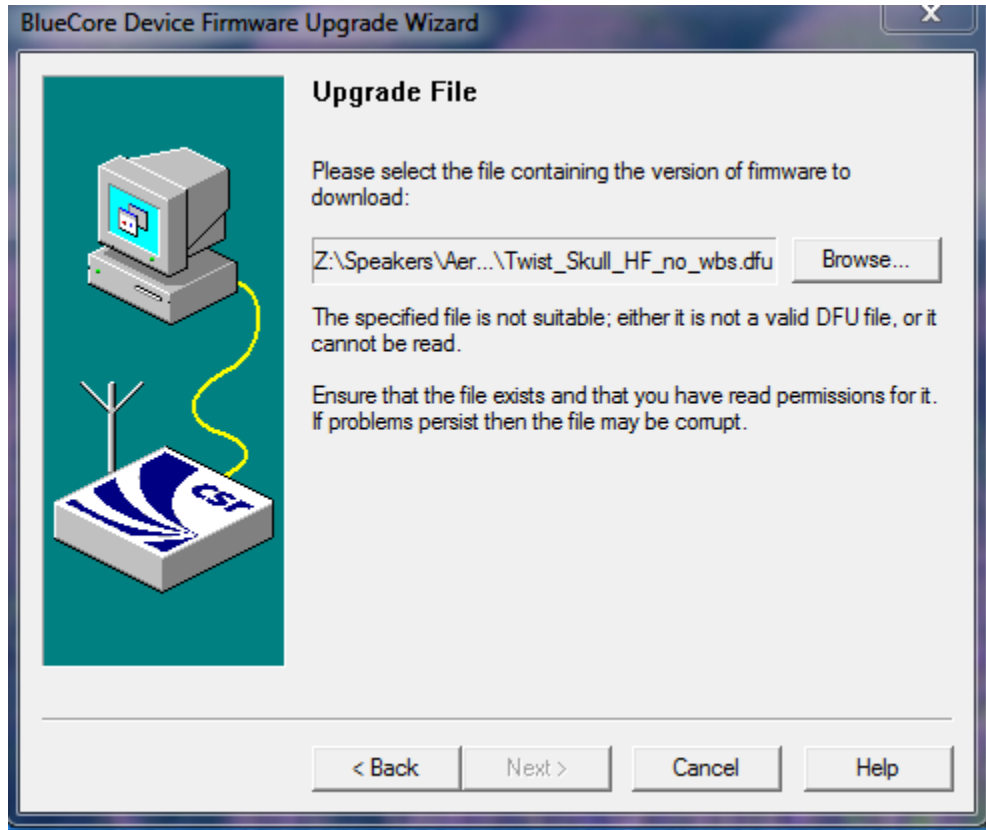 BlueCore Device Firmware Upgrade Wizard
X
Upgrade File
Please select the file containing the version of firmware to
download:
Z:\Speakers\Aer...\Twist_Skull_HF_no_wbs.dfu
Browse...
The specified file is not suitable; either it is not a valid DFU file, or it
cannot be read.
Ensure that the file exists and that you have read permissions for it.
If problems persist then the file may be corrupt.
csr
< Back
Next >
Cancel
Help